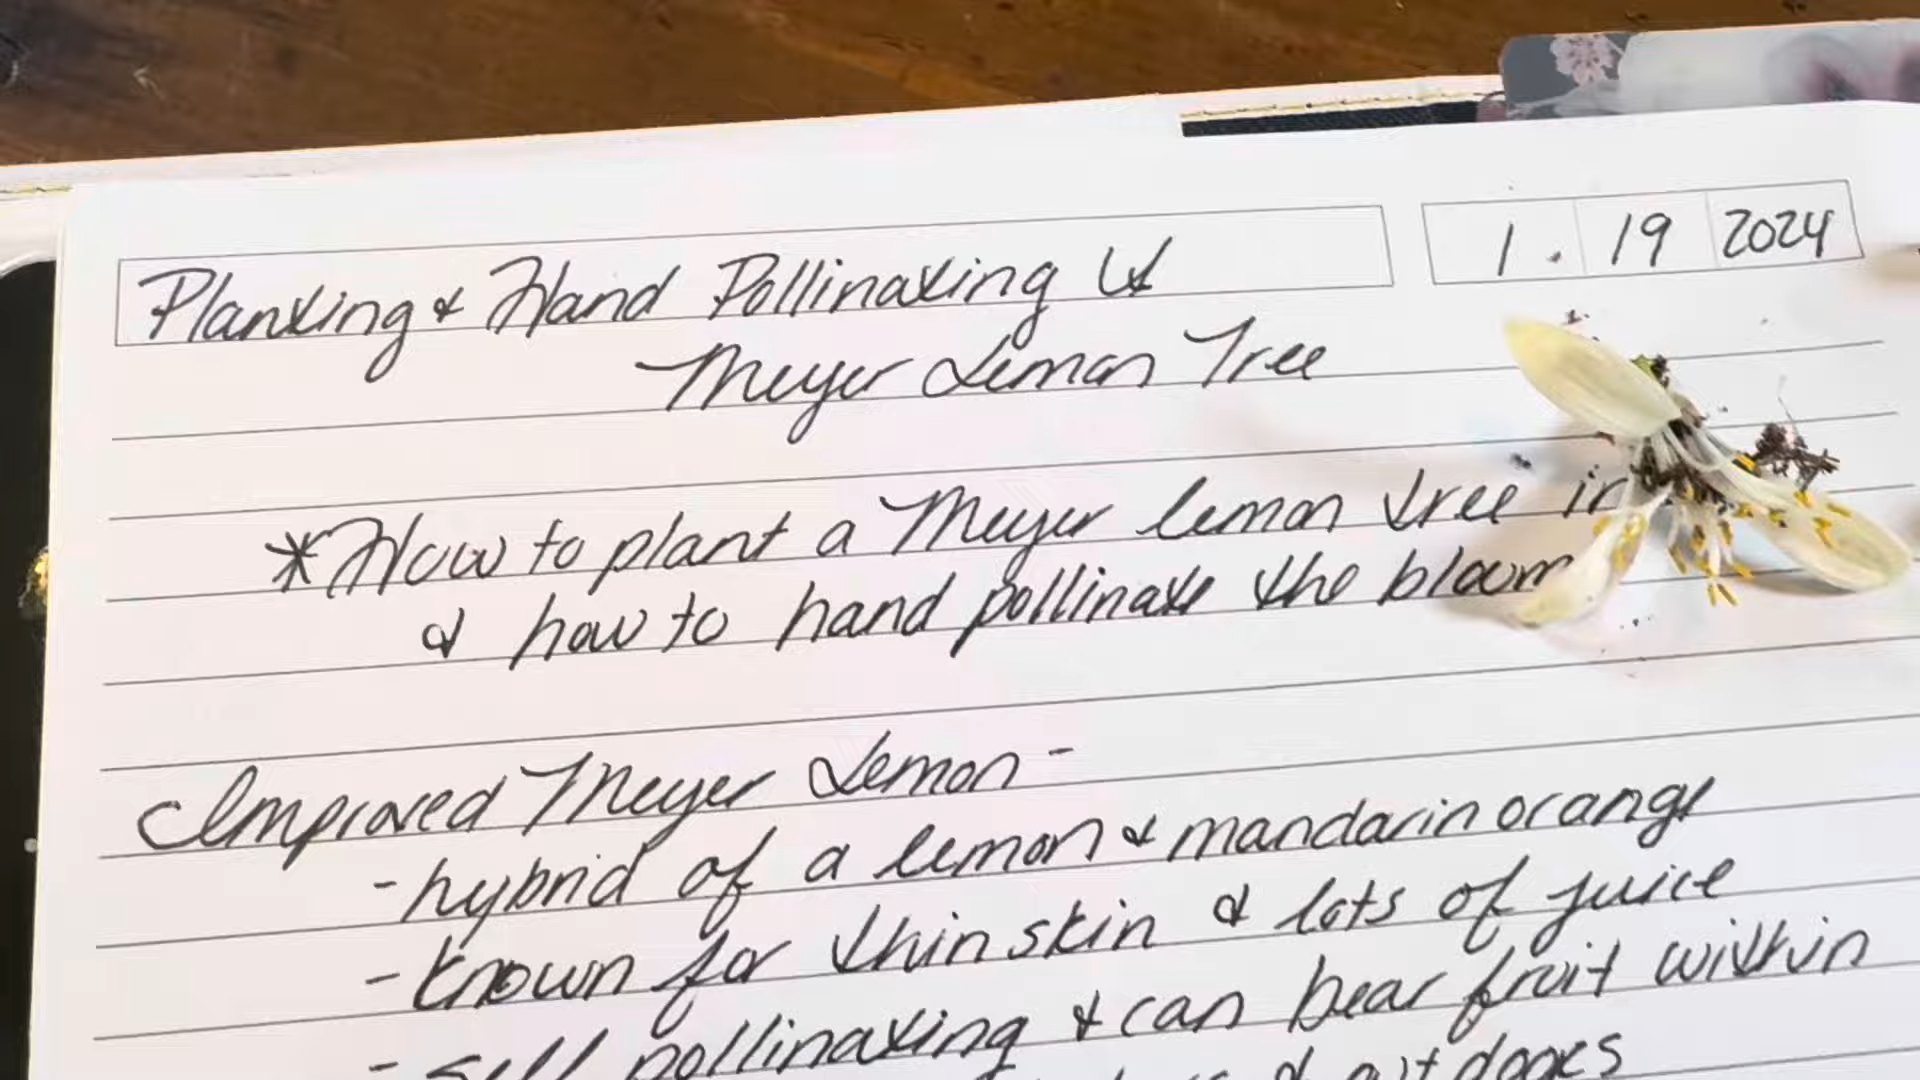 Planting & Hand Pollinating a
Meyer Lemon Tree
1 . 19 2024
*How to plant a Meyer lemon tree in
& how to hand pollinate the bloom
Improved Meyer Lemon -
- hybrid of a lemon & mandarin orange
- known for thin skin & lots of juice
- self pollinating & can bear fruit within
& outdoors